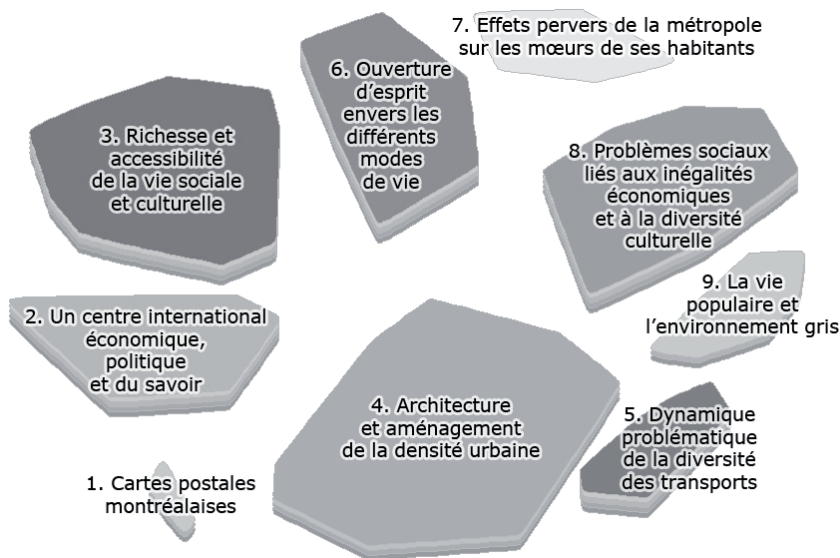 7. Effets pervers de la métropole
sur les mœurs de ses habitants
6. Ouverture
d'esprit
envers les
différents
modes
de vie
3. Richesse et
accessibilité
de la vie sociale
et culturelle
8. Problèmes sociaux
liés aux inégalités
économiques
et à la diversité
culturelle
9. La vie
populaire et
l'environnement gris
2. Un centre international
économique,
politique
et du savoir
4. Architecture
et aménagement
de la densité urbaine
5. Dynamique
problématique
de la diversité
des transports
1. Cartes postales
montréalaises